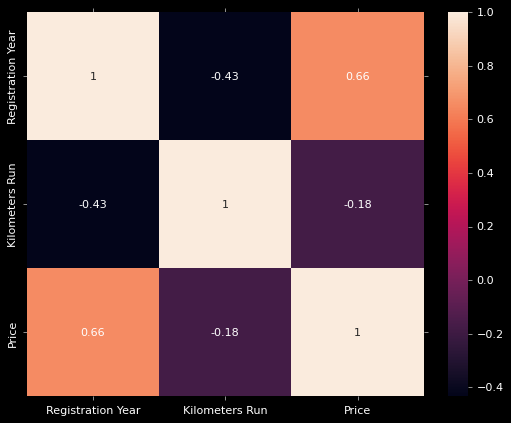 Registration Year
1
-0.43
0.66
Kilometers Run
-0.43
1
-0.18
Price
0.66
-0.18
1
Registration Year
Kilometers Run
Price
1.0
0.8
0.6
0.4
0.2
0.0
−0.2
−0.4